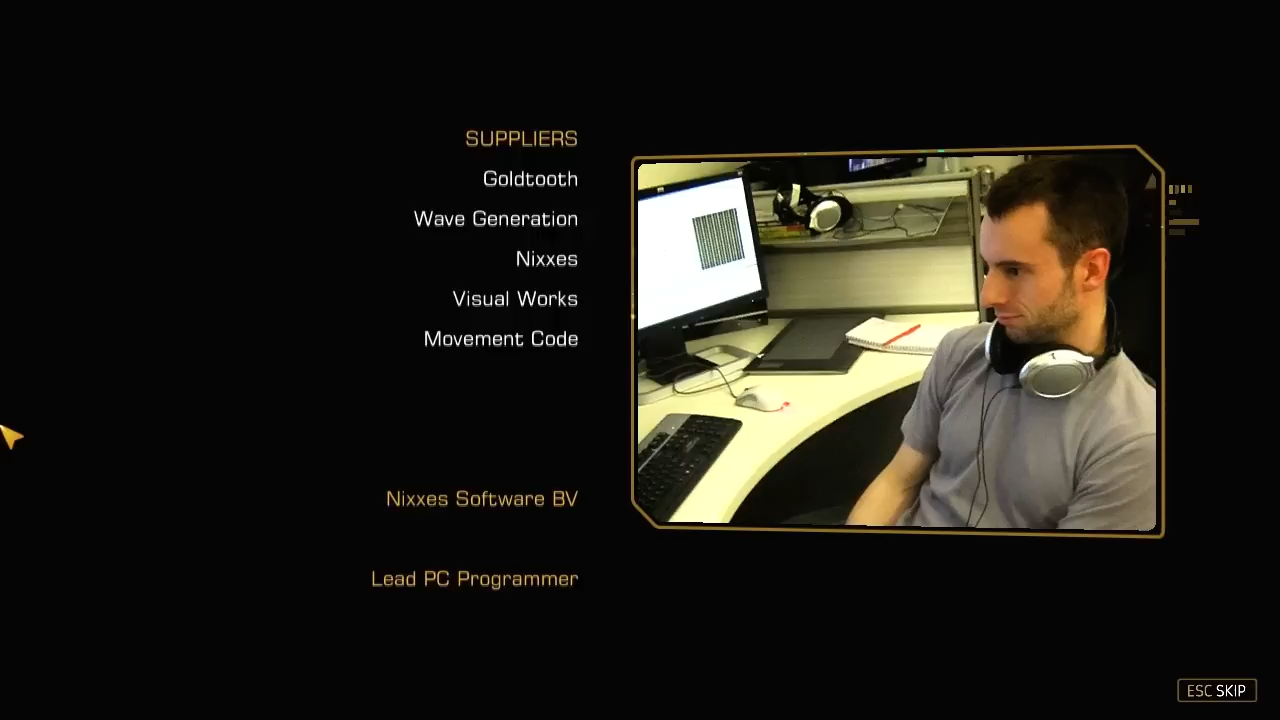 SUPPLIERS
Goldtooth
Wave Generation
Nixxes
Visual Works
Movement Code
Nixxes Software BV
Lead PC Programmer
ESC SKIP